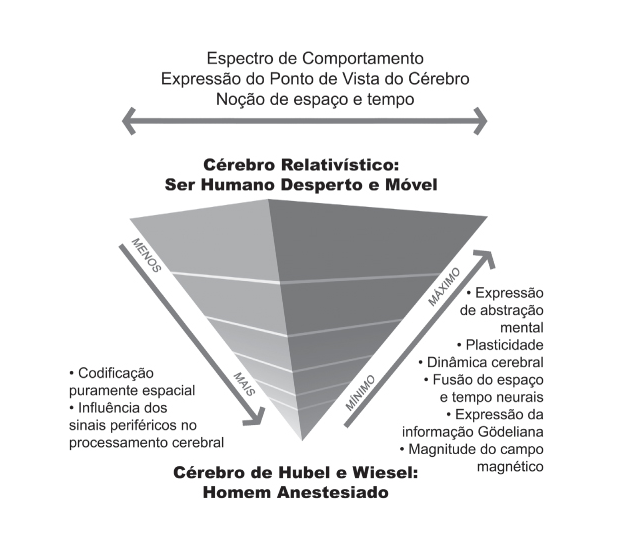 Espectro de Comportamento
Expressão do Ponto de Vista do Cérebro
Noção de espaço e tempo
Cérebro Relativístico:
Ser Humano Desperto e Móvel
MENOS
MAIS
• Codificação
puramente espacial
• Influência dos
sinais periféricos no
processamento cerebral
MÁXIMO
MÍNIMO
• Expressão
de abstração
mental
• Plasticidade
• Dinâmica cerebral
• Fusão do espaço
e tempo neurais
• Expressão da
informação Gödeliana
• Magnitude do campo
magnético
Cérebro de Hubel e Wiesel:
Homem Anestesiado